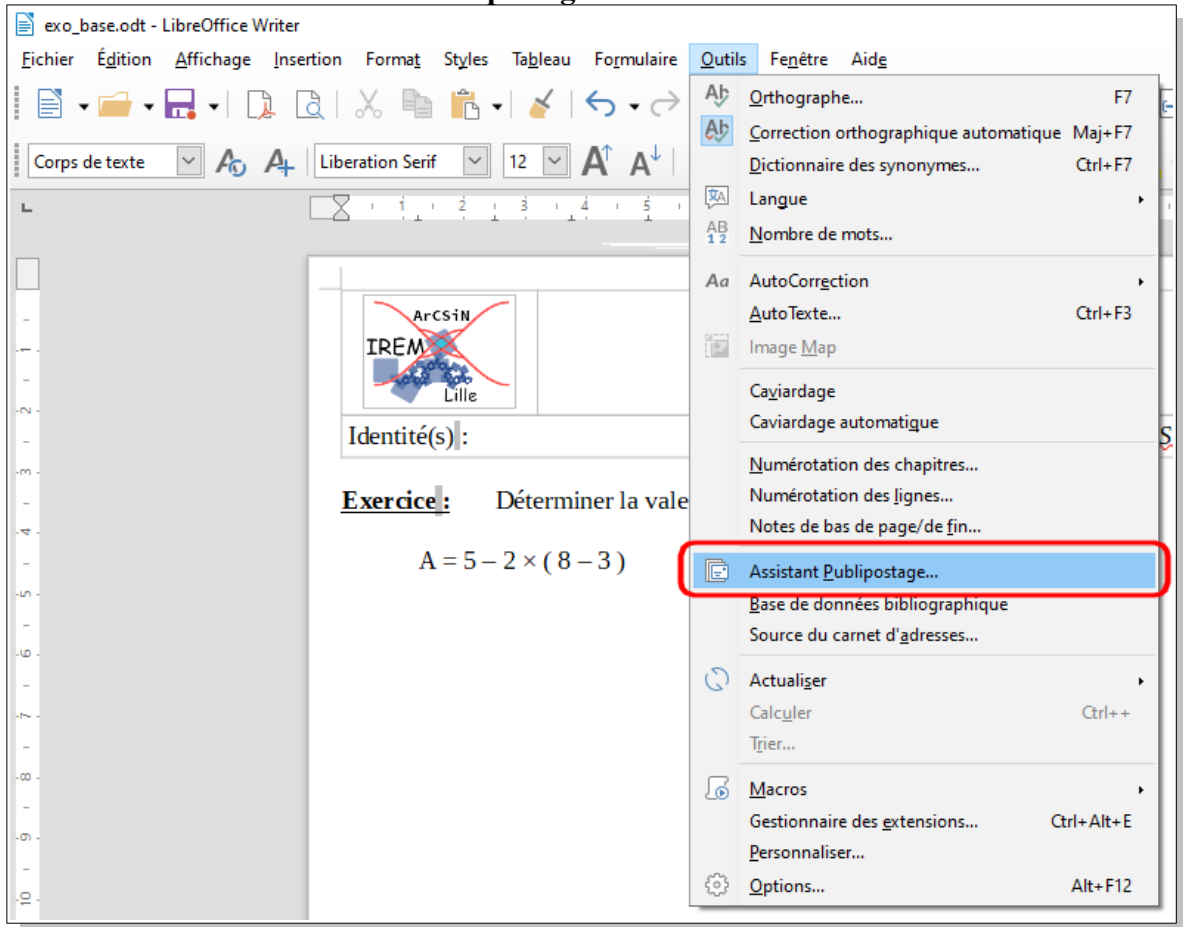 exo_base.odt - LibreOffice Writer
Fichier Édition Affichage Insertion Format Styles Tableau Formulaire Outils Fenêtre Aide
Corps de texte Liberation Serif 12
1 2 3 4 5
ArCSiN
IREM
Lille
Identité(s) :
Exercice : Déterminer la vale
A = 5 – 2 × ( 8 – 3 )
Orthographe... F7
Correction orthographique automatique Maj+F7
Dictionnaire des synonymes... Ctrl+F7
Langue
Nombre de mots...
AutoCorrection
AutoTexte... Ctrl+F3
Image Map
Caviardage
Caviardage automatique
Numérotation des chapitres...
Numérotation des lignes...
Notes de bas de page/de fin...
Assistant Publipostage...
Base de données bibliographique
Source du carnet d'adresses...
Actualiser
Calculer Ctrl++
Trier...
Macros
Gestionnaire des extensions... Ctrl+Alt+E
Personnaliser...
Options... Alt+F12